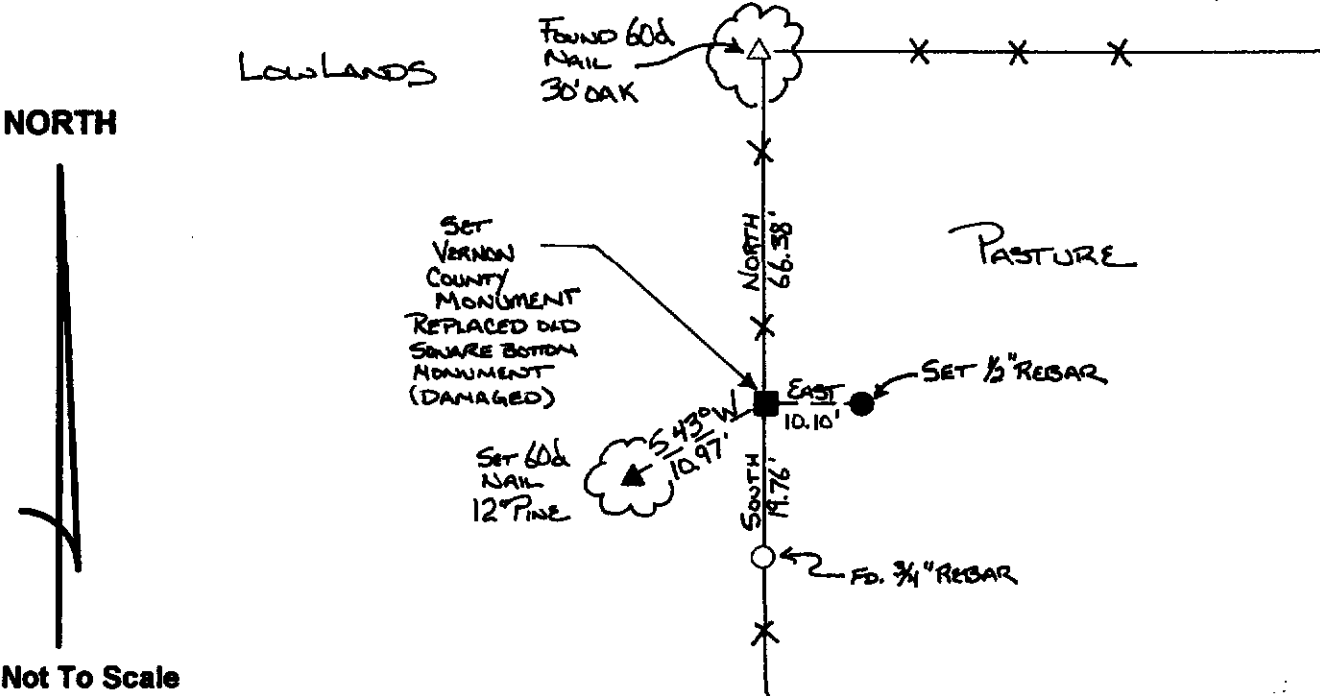 LOWLANDS
FOUND 60d
NAIL
30" OAK
NORTH
SET
VERNON
COUNTY
MONUMENT
REPLACED OLD
SQUARE BOTTOM
MONUMENT
(DAMAGED)
NORTH
66.38'
PASTURE
EAST
10.10'
SET 1/2" REBAR
S 43° W
10.97'
SET 60d
NAIL
12" PINE
SOUTH
19.76'
FD. 3/4" REBAR
Not To Scale